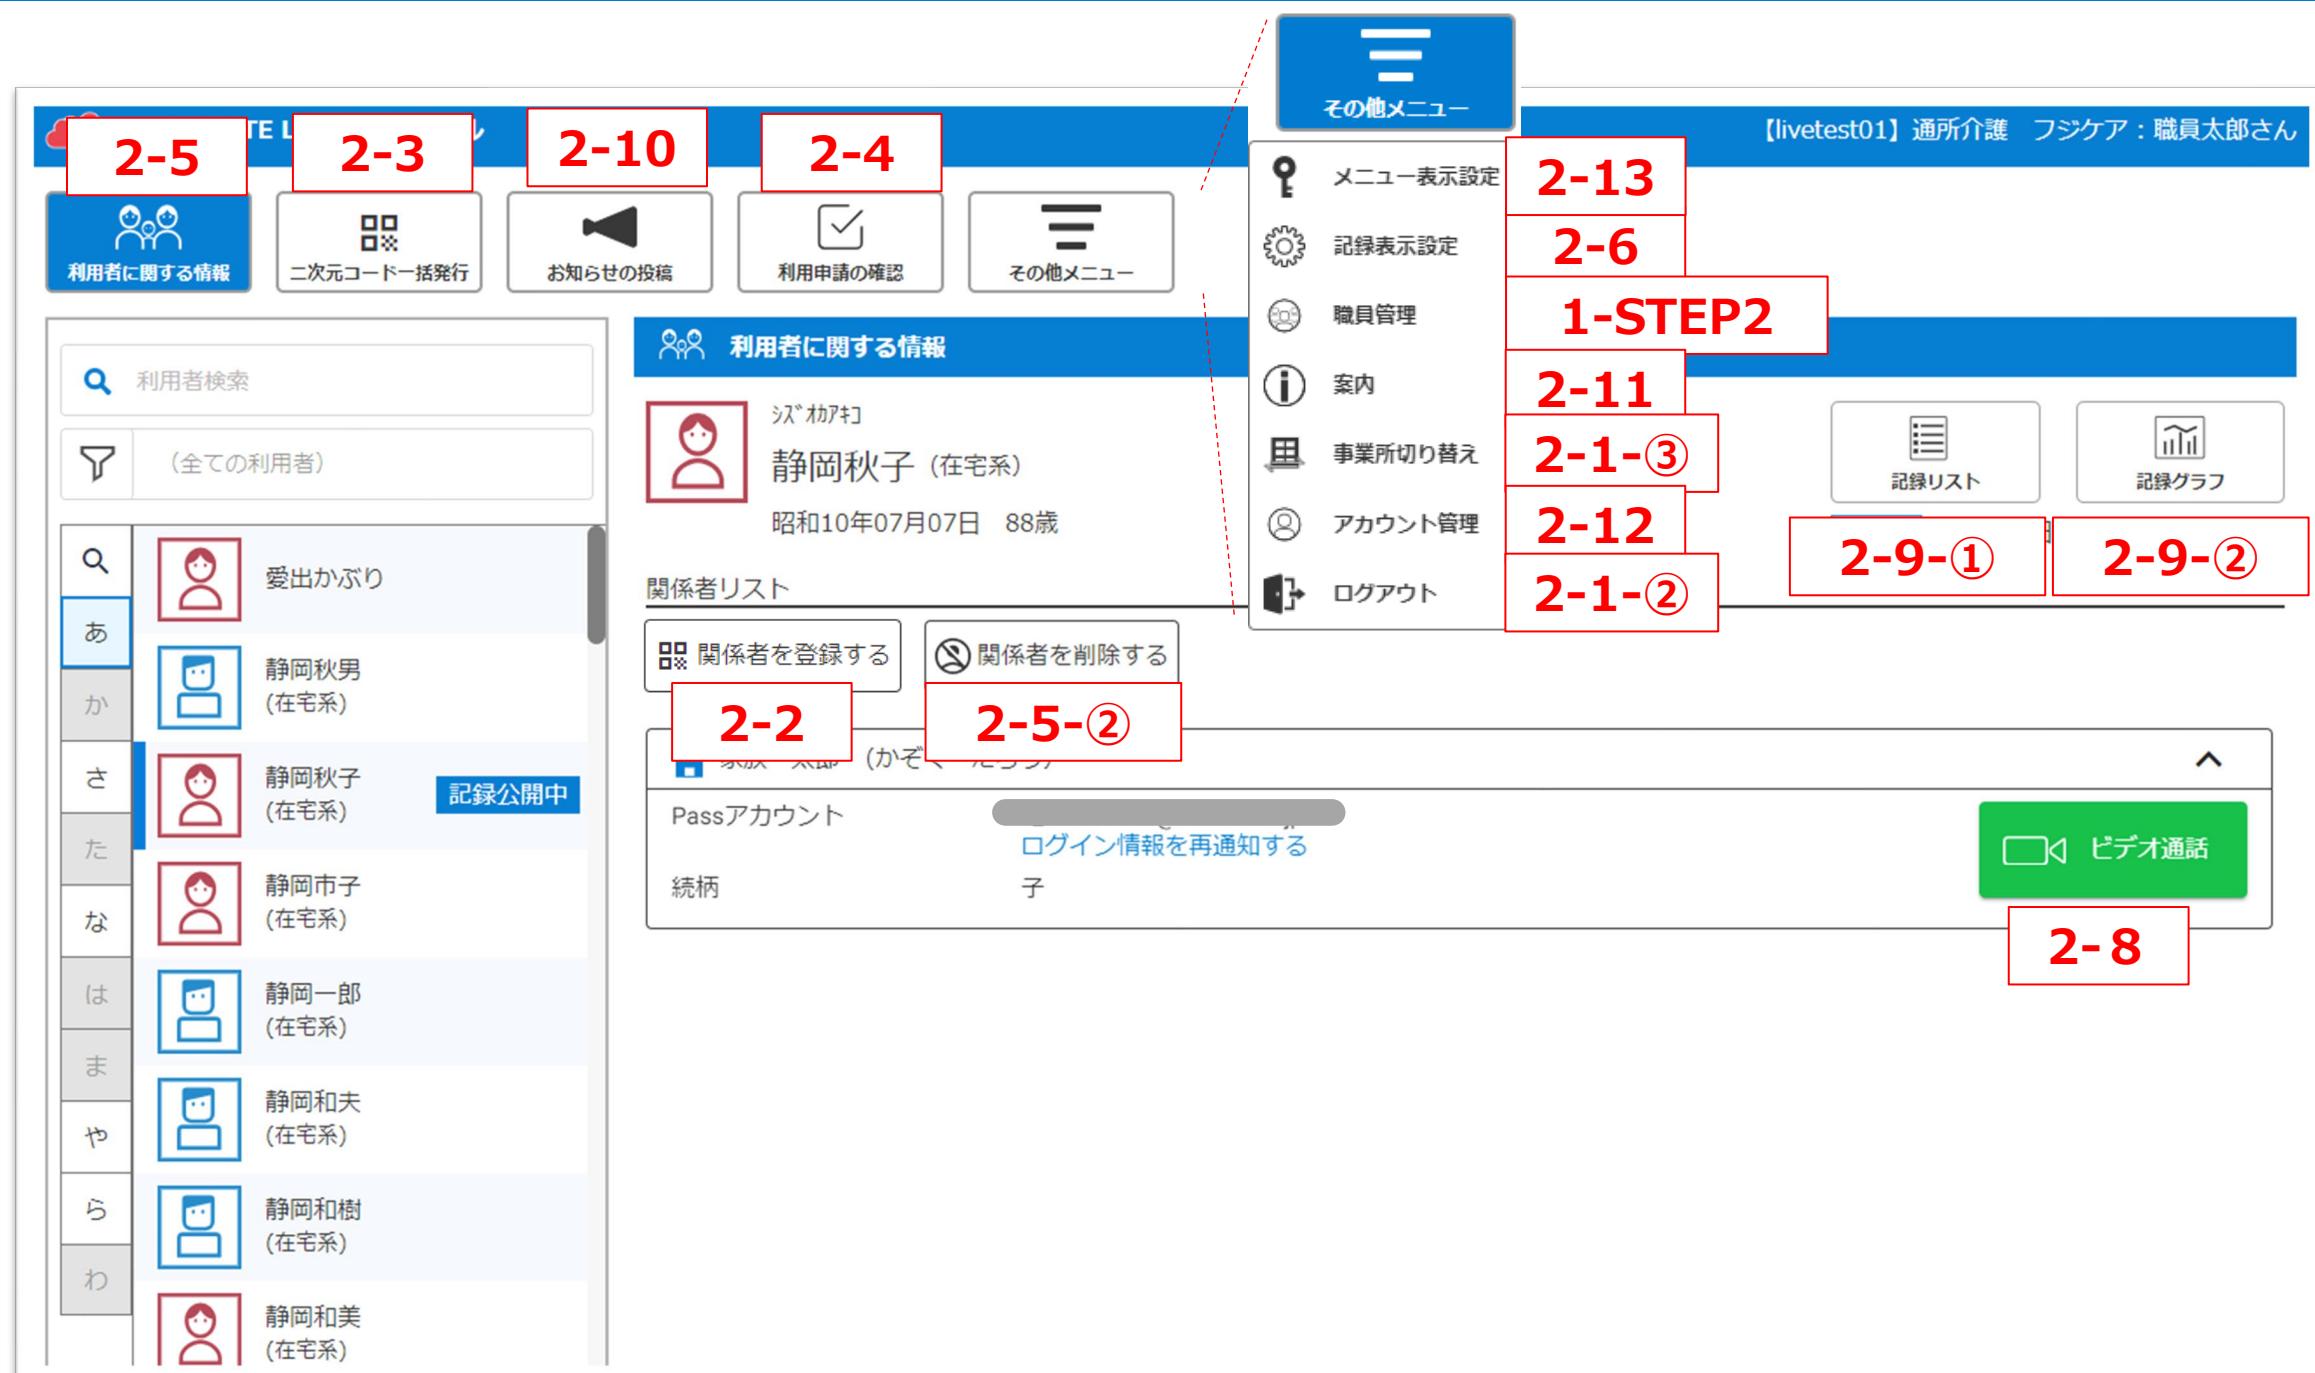 その他メニュー
【livetest01】通所介護　フジケア：職員太郎さん
2-5
2-3
2-10
2-4
利用者に関する情報
二次元コード一括発行
お知らせの投稿
利用申請の確認
その他メニュー
メニュー表示設定
2-13
記録表示設定
2-6
職員管理
1-STEP2
案内
2-11
事業所切り替え
2-1-③
アカウント管理
2-12
ログアウト
2-1-②
利用者検索
（全ての利用者）
あ
か
さ
た
な
は
ま
や
ら
わ
愛出かぶり
静岡秋男
(在宅系)
静岡秋子
(在宅系)
記録公開中
静岡市子
(在宅系)
静岡一郎
(在宅系)
静岡和夫
(在宅系)
静岡和樹
(在宅系)
静岡和美
(在宅系)
利用者に関する情報
ｼｽﾞｵｶｱｷｺ
静岡秋子（在宅系）
昭和10年07月07日　88歳
記録リスト
記録グラフ
2-9-①
2-9-②
関係者リスト
関係者を登録する
関係者を削除する
2-2
2-5-②
Passアカウント
ログイン情報を再通知する
続柄
子
ビデオ通話
2-8